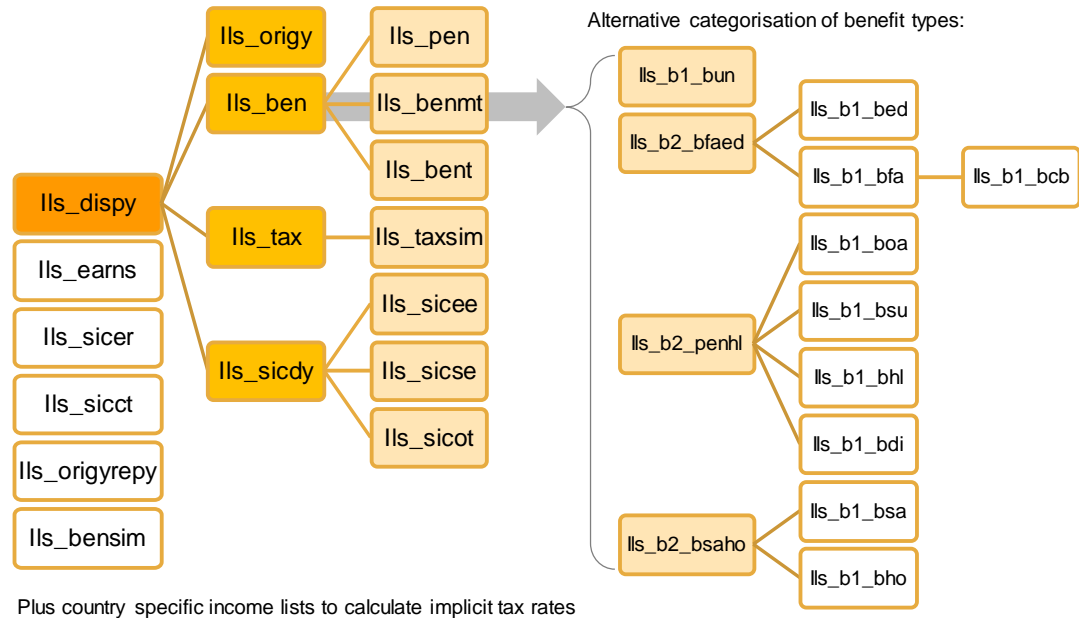 Alternative categorisation of benefit types:
Ils_origy
Ils_ben
Ils_pen
Ils_benmt
Ils_bent
Ils_dispy
Ils_tax
Ils_taxsim
Ils_sicdy
Ils_sicee
Ils_sicse
Ils_sicot
Ils_earns
Ils_sicer
Ils_sicct
Ils_origyrepy
Ils_bensim
Ils_b1_bun
Ils_b2_bfaed
Ils_b1_bed
Ils_b1_bfa
Ils_b1_bcb
Ils_b2_penhl
Ils_b1_boa
Ils_b1_bsu
Ils_b1_bhl
Ils_b1_bdi
Ils_b2_bsaho
Ils_b1_bsa
Ils_b1_bho
Plus country specific income lists to calculate implicit tax rates